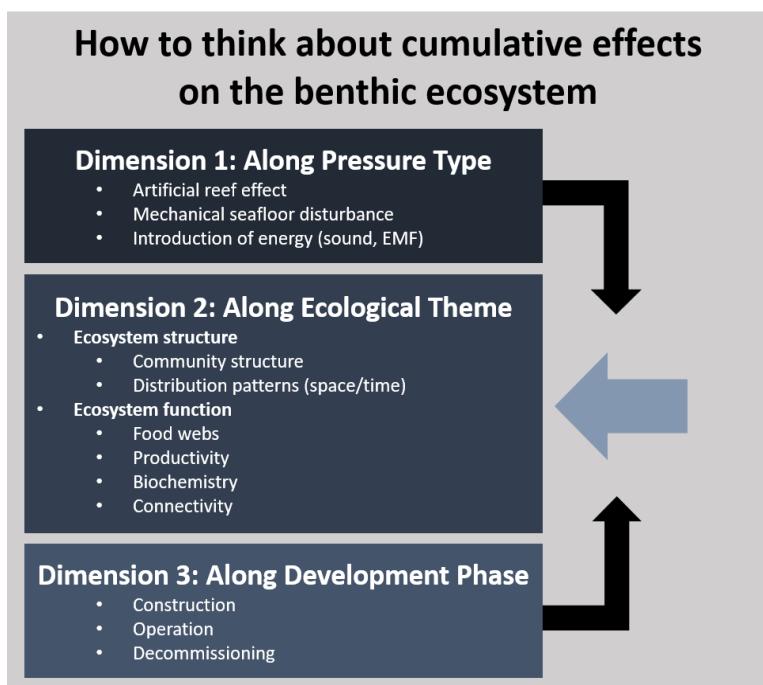 How to think about cumulative effects
on the benthic ecosystem
Dimension 1: Along Pressure Type
• Artificial reef effect
• Mechanical seafloor disturbance
• Introduction of energy (sound, EMF)
Dimension 2: Along Ecological Theme
• Ecosystem structure
• Community structure
• Distribution patterns (space/time)
• Ecosystem function
• Food webs
• Productivity
• Biochemistry
• Connectivity
Dimension 3: Along Development Phase
• Construction
• Operation
• Decommissioning